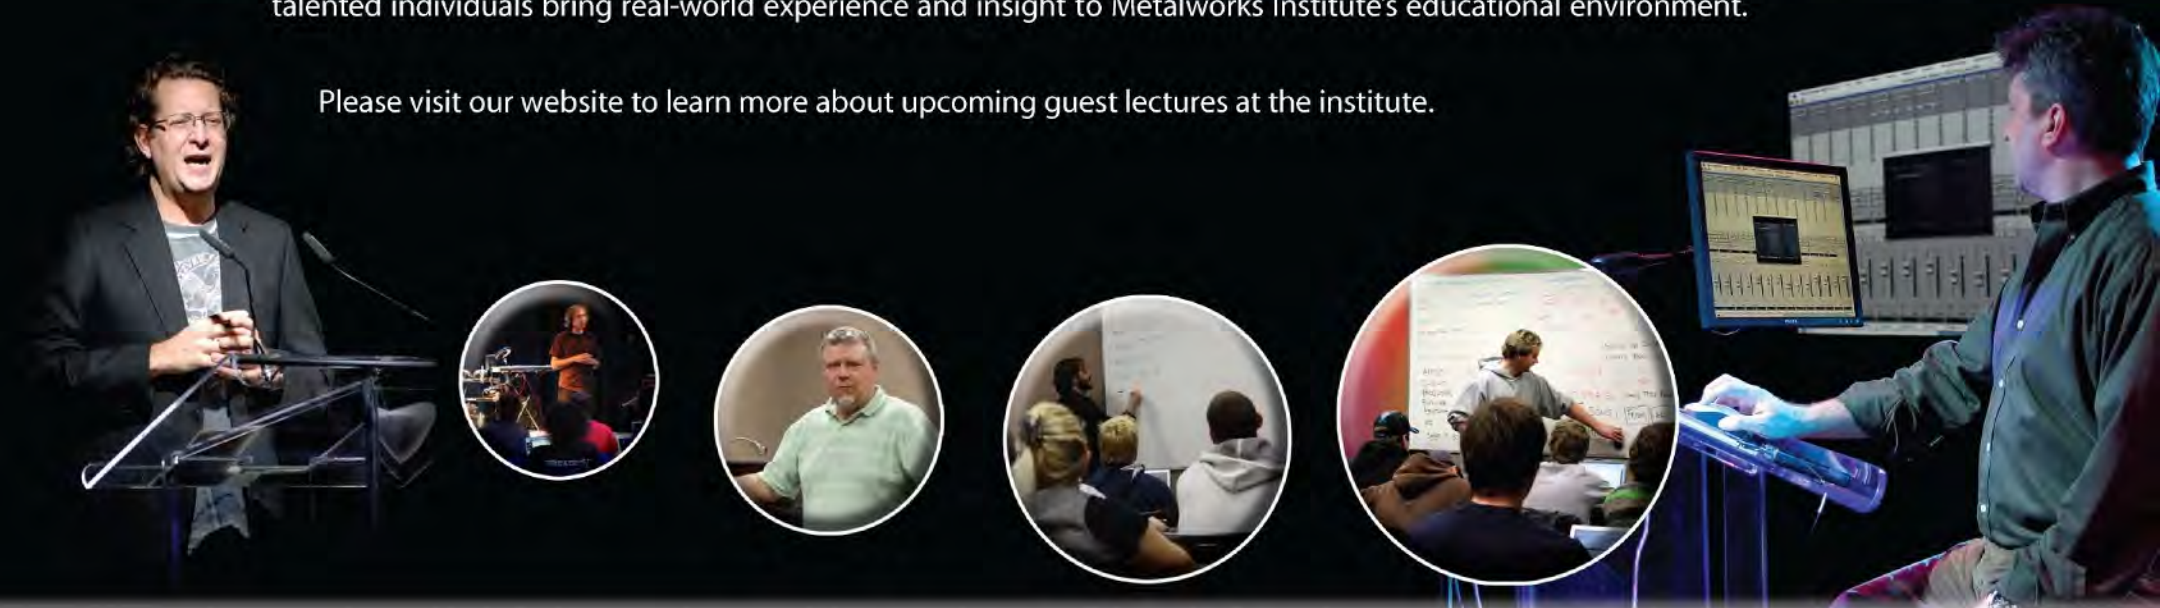 talented individuals bring real-world experience and insight to Metalworks Institute's educational environment.
Please visit our website to learn more about upcoming guest lectures at the institute.